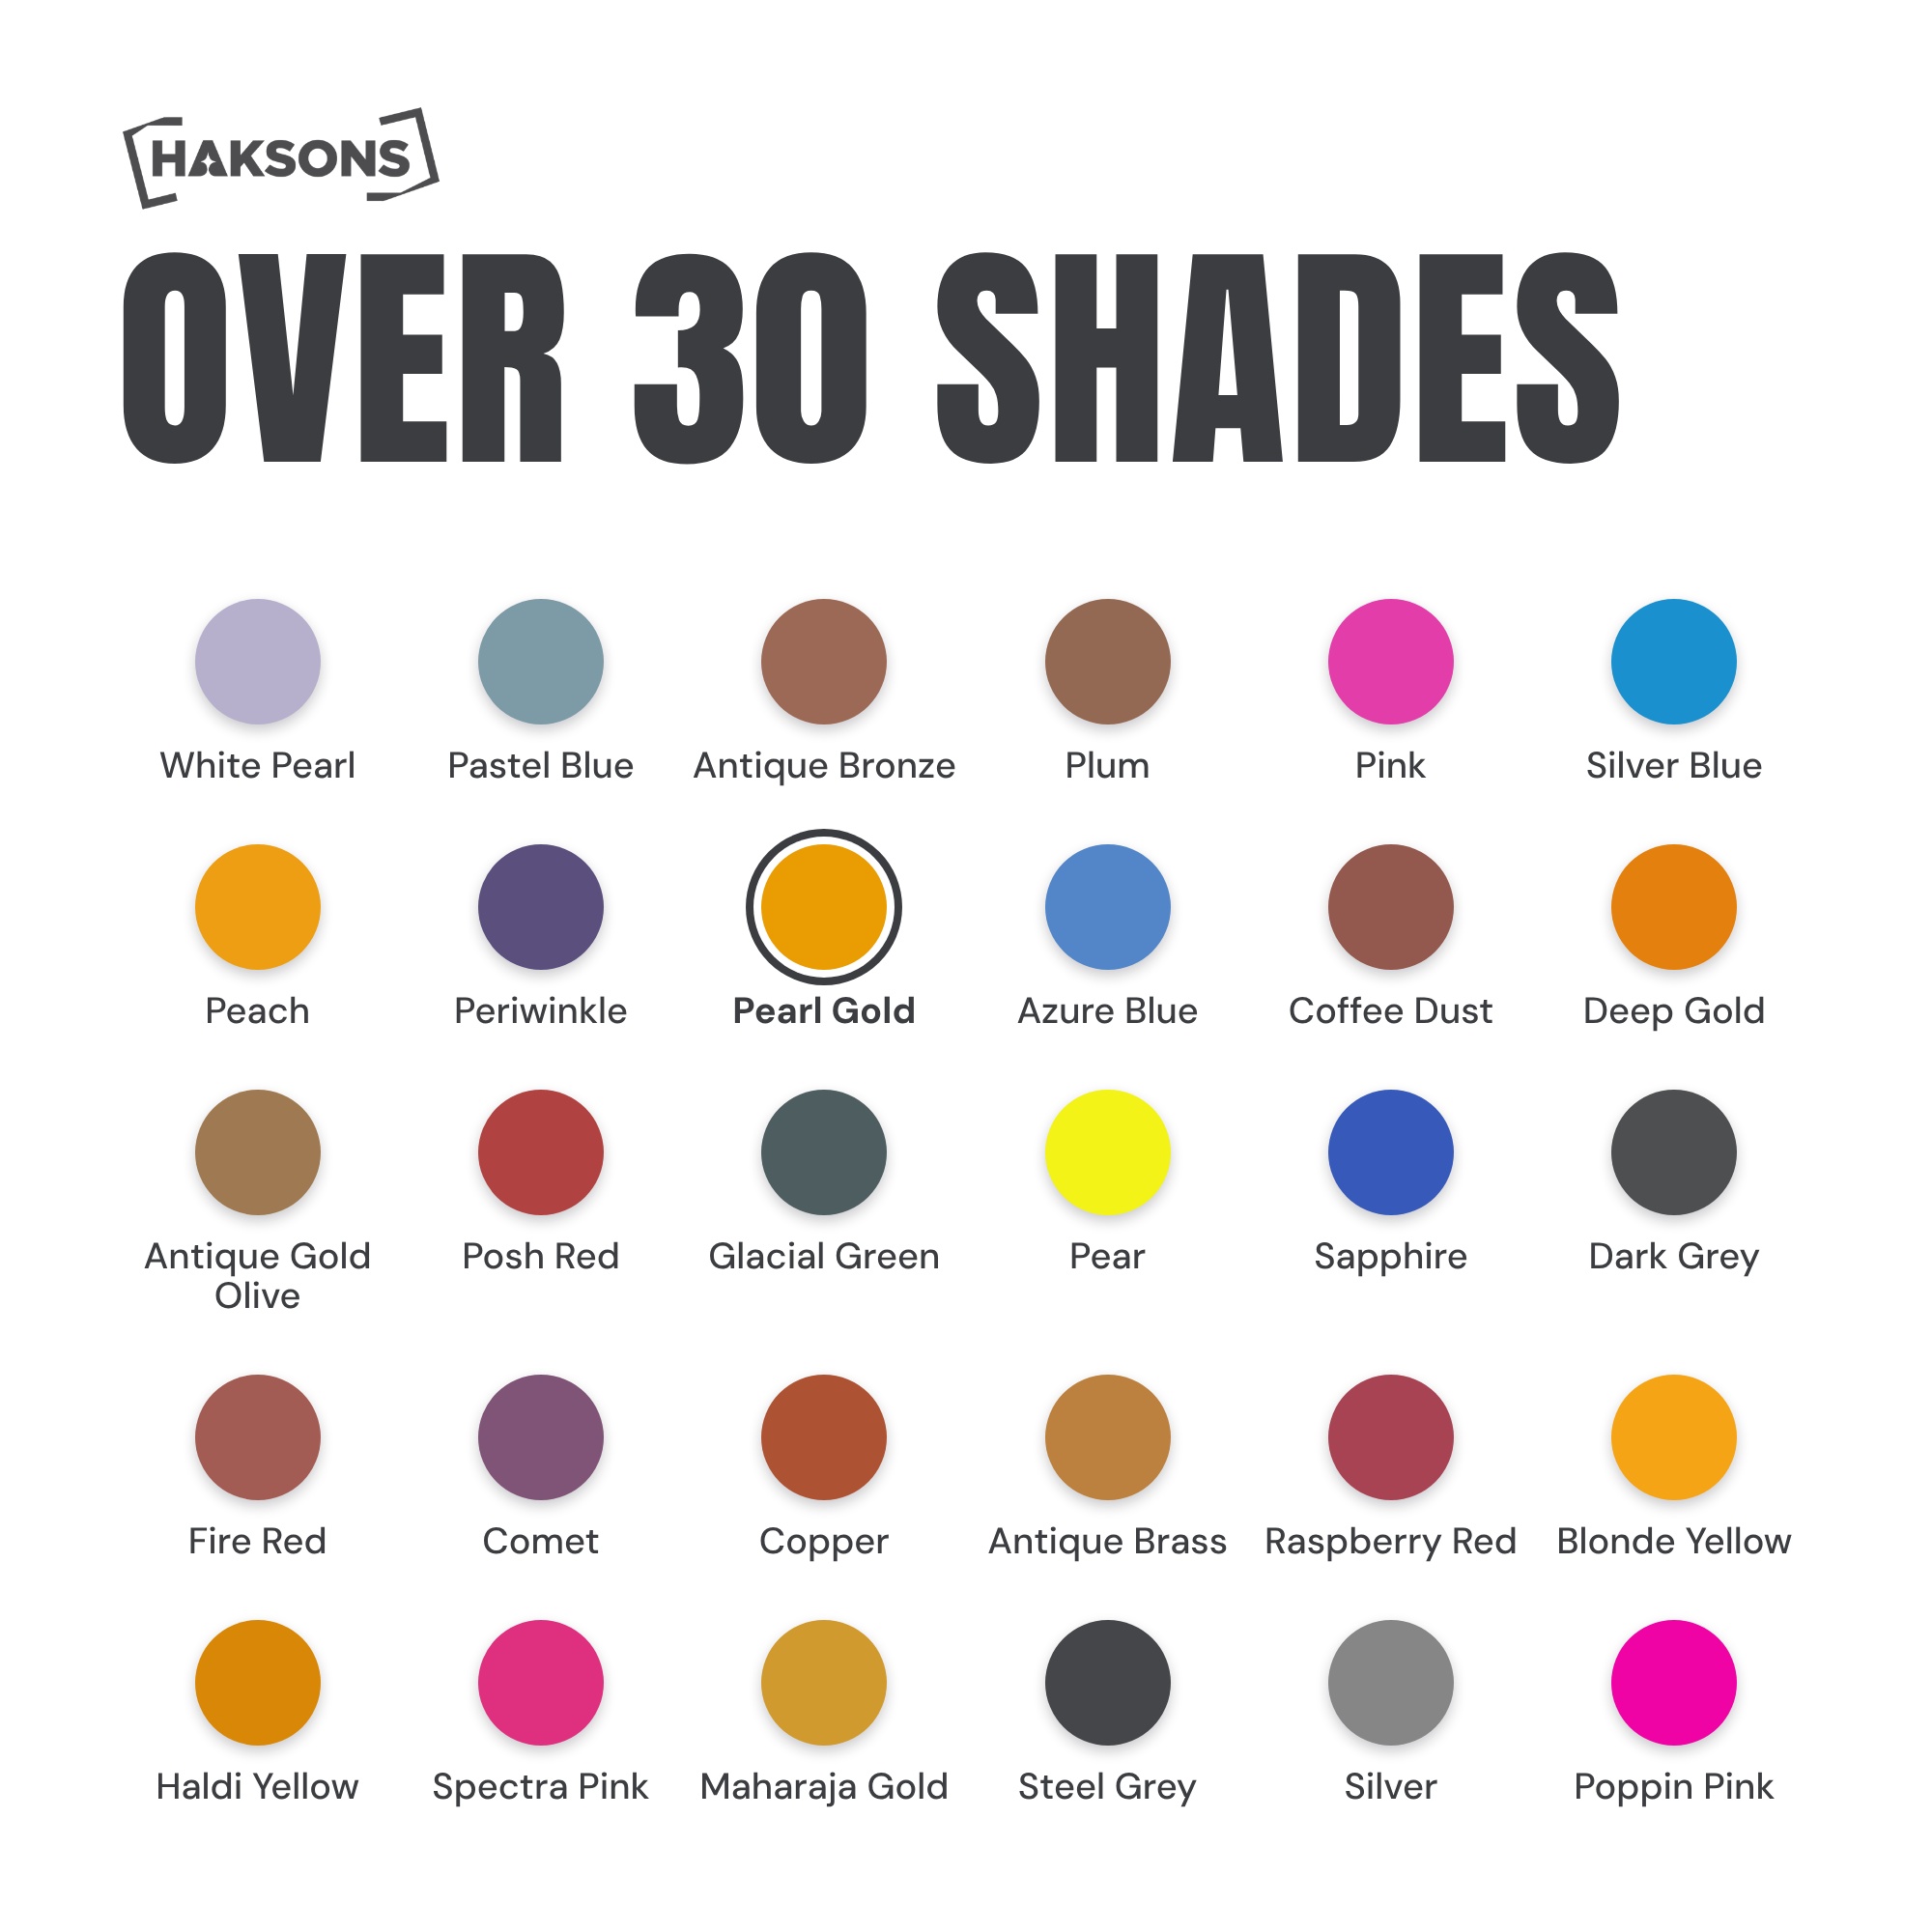 HAKSONS
OVER 30 SHADES
White Pearl
Pastel Blue
Antique Bronze
Plum
Pink
Silver Blue
Peach
Periwinkle
Pearl Gold
Azure Blue
Coffee Dust
Deep Gold
Antique Gold
Olive
Posh Red
Glacial Green
Pear
Sapphire
Dark Grey
Fire Red
Comet
Copper
Antique Brass
Raspberry Red
Blonde Yellow
Haldi Yellow
Spectra Pink
Maharaja Gold
Steel Grey
Silver
Poppin Pink